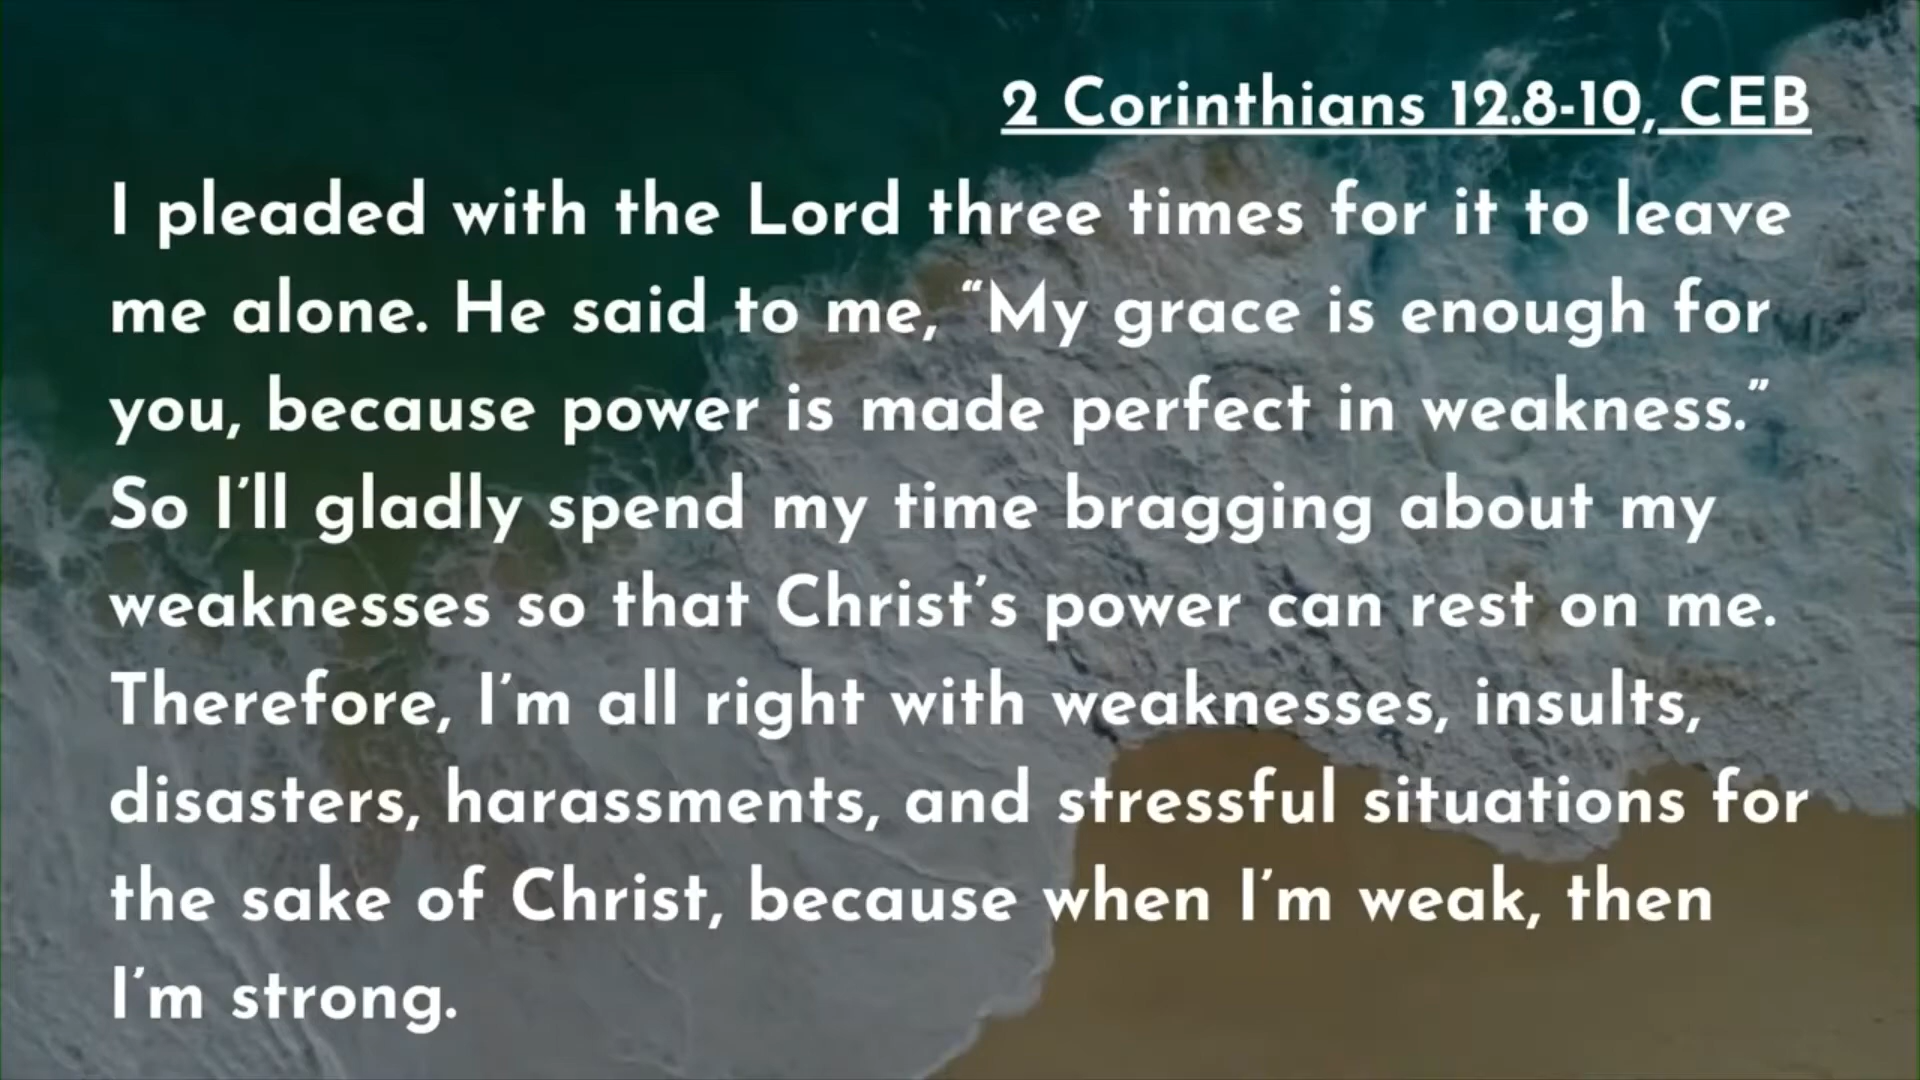 2 Corinthians 12.8-10, CEB
I pleaded with the Lord three times for it to leave
me alone. He said to me, “My grace is enough for
you, because power is made perfect in weakness.”
So I’ll gladly spend my time bragging about my
weaknesses so that Christ’s power can rest on me.
Therefore, I’m all right with weaknesses, insults,
disasters, harassments, and stressful situations for
the sake of Christ, because when I’m weak, then
I’m strong.